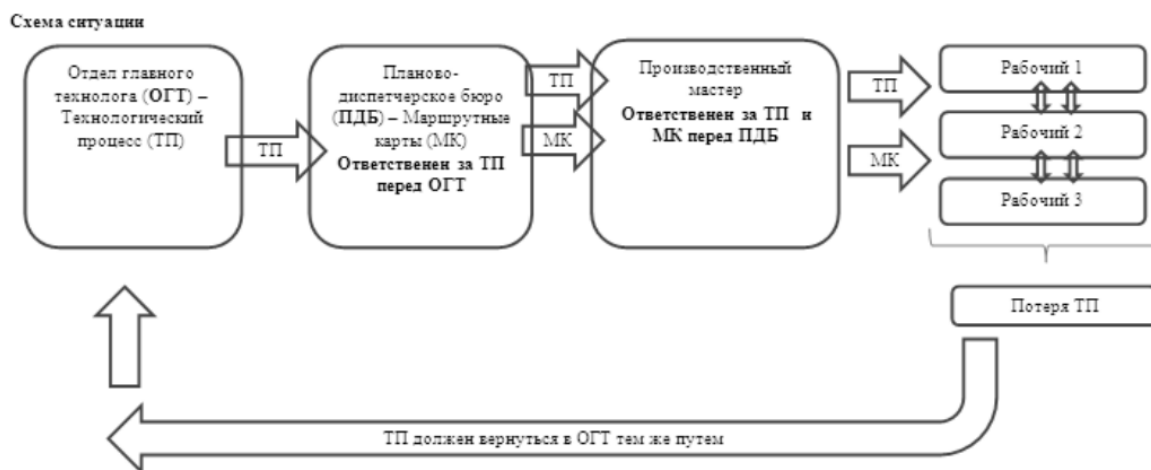 Схема ситуации
Отдел главного
технолога (ОГТ) –
Технологический
процесс (ТП)
ТП
Планово-
диспетчерское бюро
(ПДБ) – Маршрутные
карты (МК)
Ответственен за ТП
перед ОГТ
ТП
МК
Производственный
мастер
Ответственен за ТП и
МК перед ПДБ
ТП
МК
Рабочий 1
Рабочий 2
Рабочий 3
Потеря ТП
ТП должен вернуться в ОГТ тем же путем